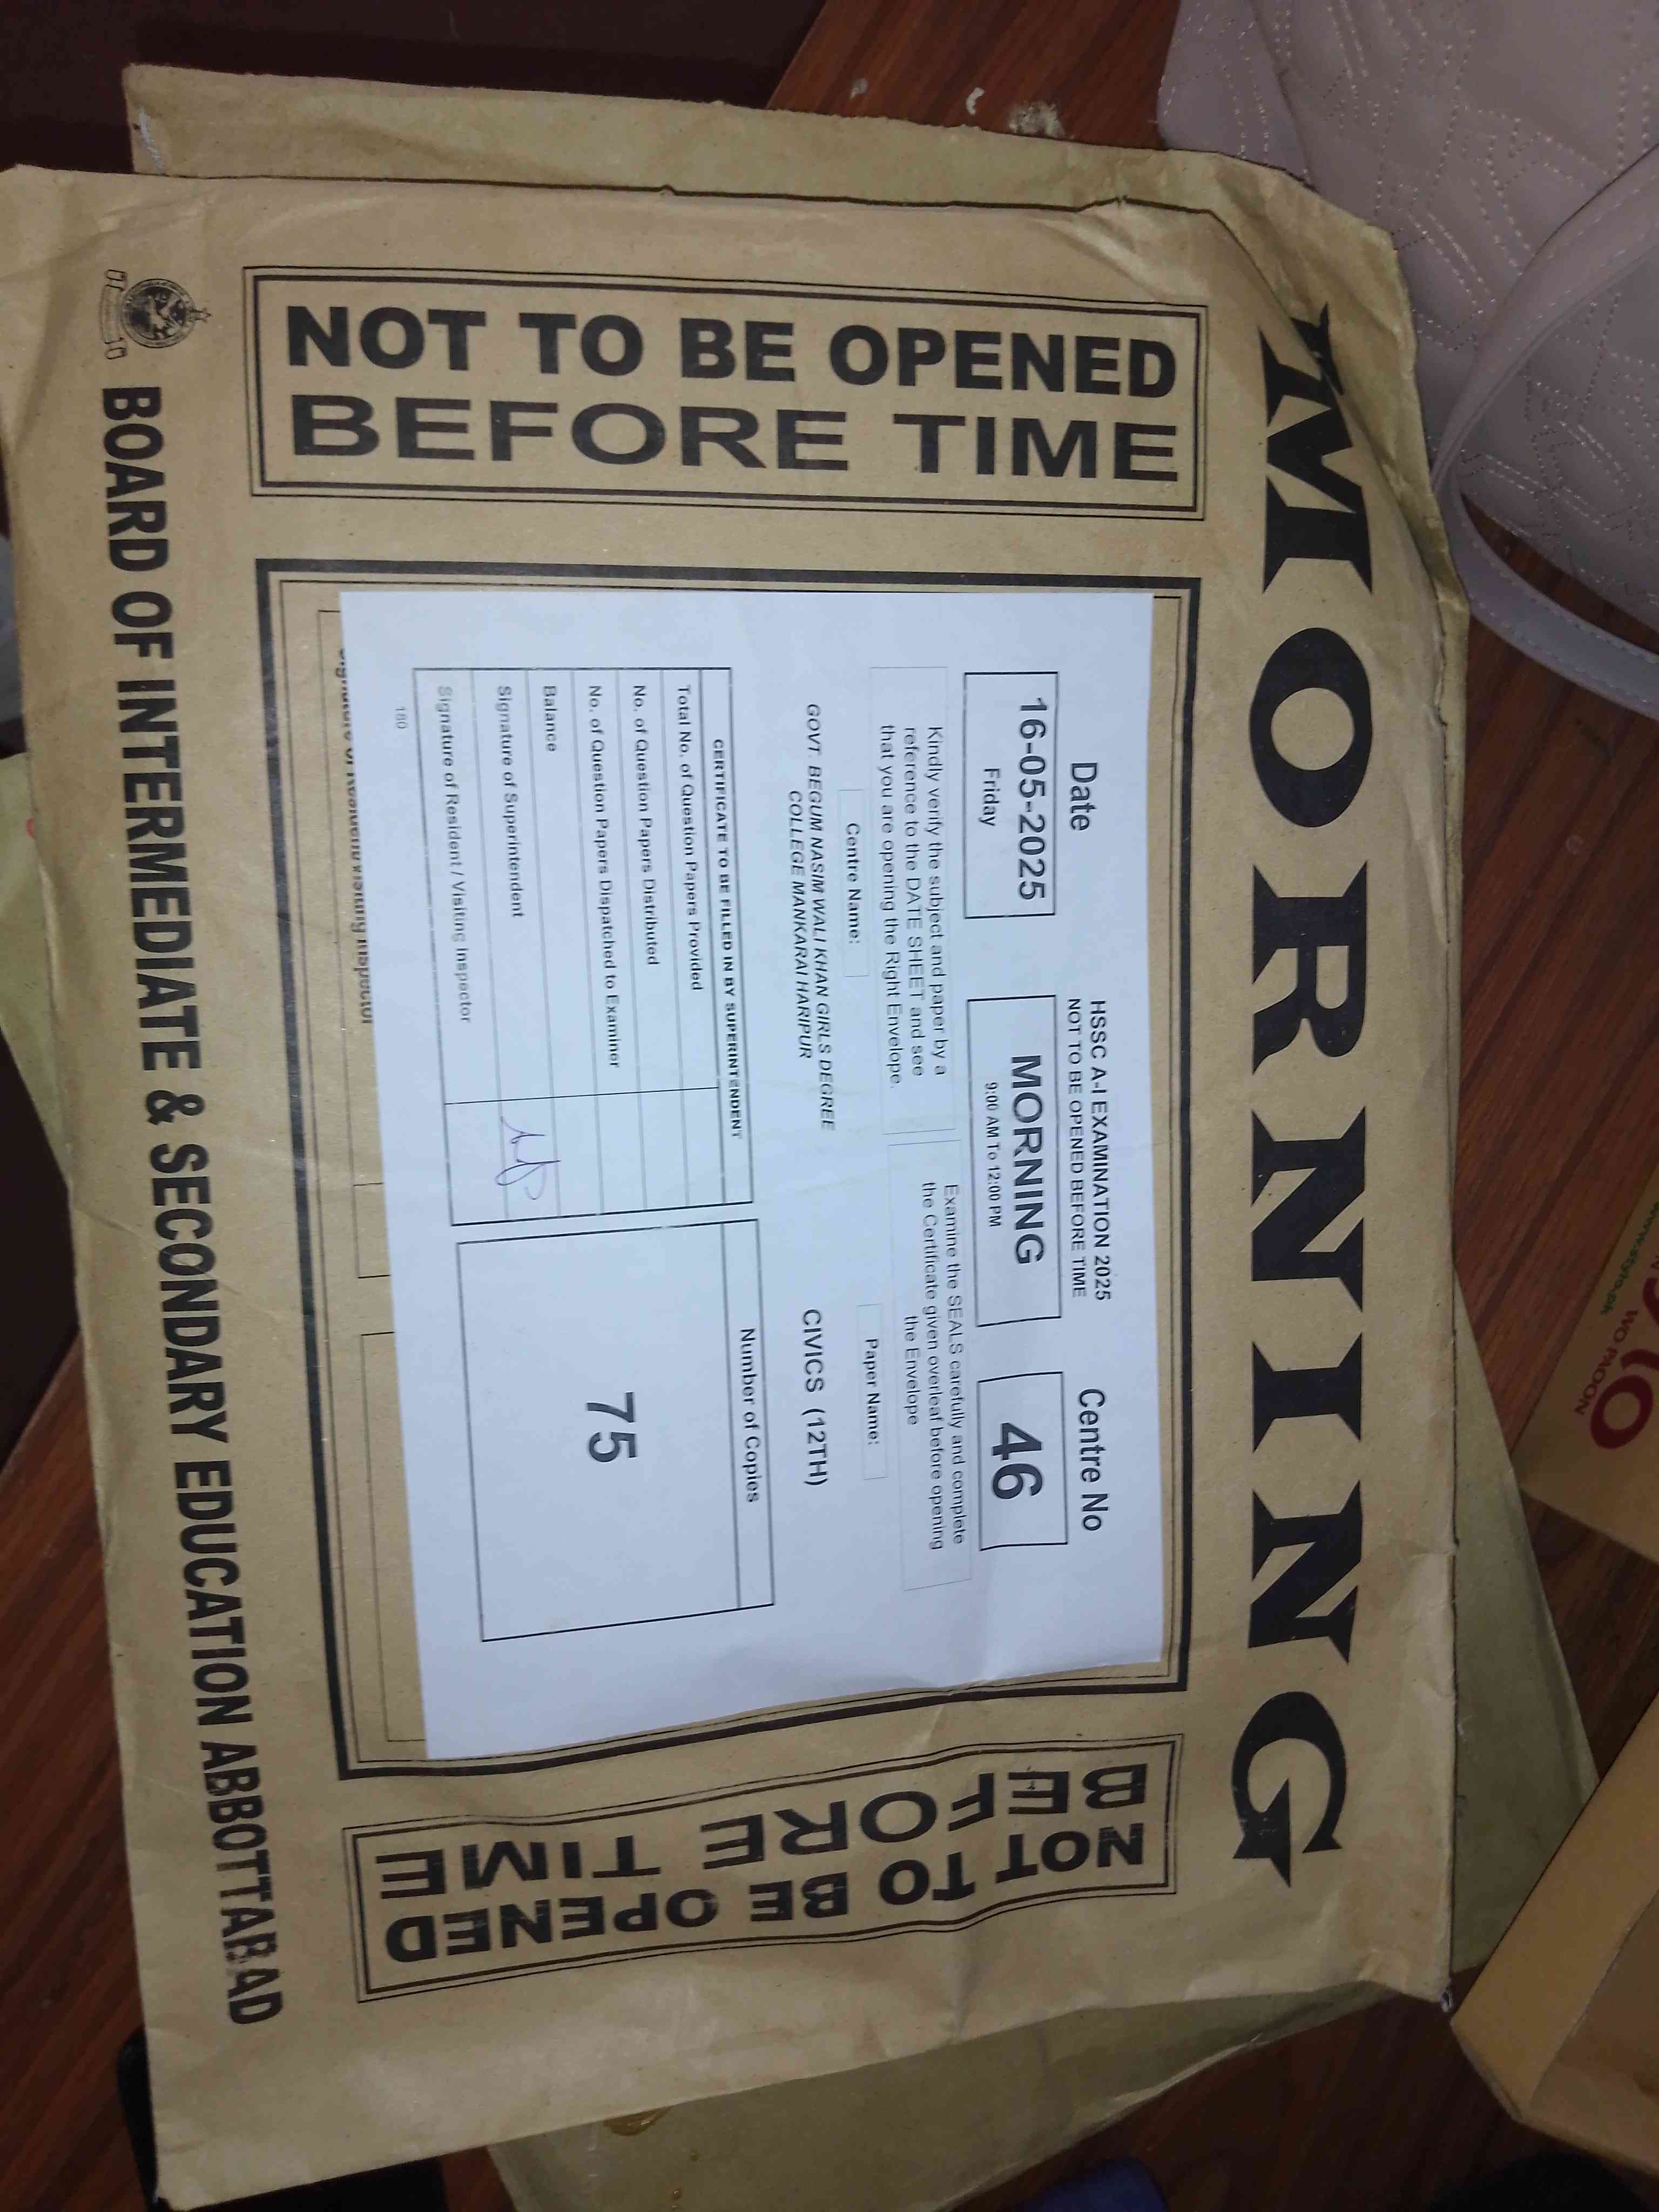 MORNING
NOT TO BE OPENED
BEFORE TIME
Date
HSSC A-I EXAMINATION 2025
NOT TO BE OPENED BEFORE TIME
Centre No
16-05-2025
Friday
MORNING
9:00 AM To 12:00 PM
46
Kindly verify the subject and paper by a
reference to the DATE SHEET and see
that you are opening the Right Envelope.
Examine the SEALS carefully and complete
the Certificate given overleaf before opening
the Envelope
Centre Name:
Paper Name:
GOVT. BEGUM NASIM WALI KHAN GIRLS DEGREE
COLLEGE MANKARAI HARIPUR
CIVICS (12TH)
CERTIFICATE TO BE FILLED IN BY SUPERINTENDENT
Total No. of Question Papers Provided
No. of Question Papers Distributed
No. of Question Papers Dispatched to Examiner
Balance
Signature of Superintendent
Signature of Resident / Visiting Inspector
Number of Copies
75
180
Signature of Resident Visiting Inspector
NOT TO BE OPENED
BEFORE TIME
BOARD OF INTERMEDIATE & SECONDARY EDUCATION ABBOTTABAD